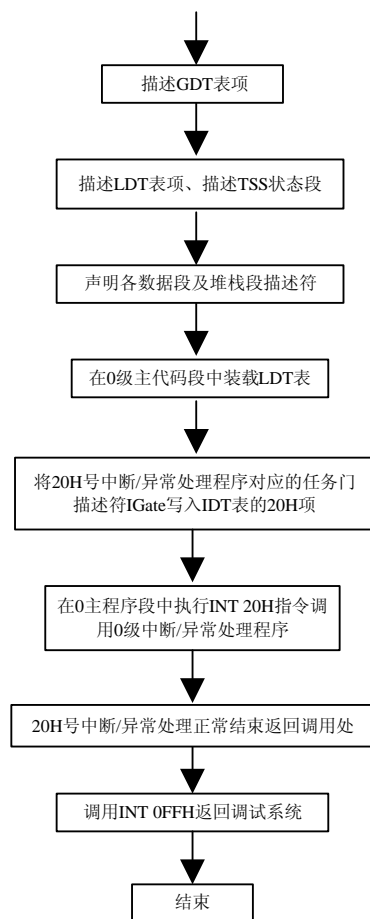 描述GDT表项
描述LDT表项、描述TSS状态段
声明各数据段及堆栈段描述符
在0级主代码段中装载LDT表
将20H号中断/异常处理程序对应的任务门
描述符IGate写入IDT表的20H项
在0主程序段中执行INT 20H指令调
用0级中断/异常处理程序
20H号中断/异常处理正常结束返回调用处
调用INT 0FFH返回调试系统
结束